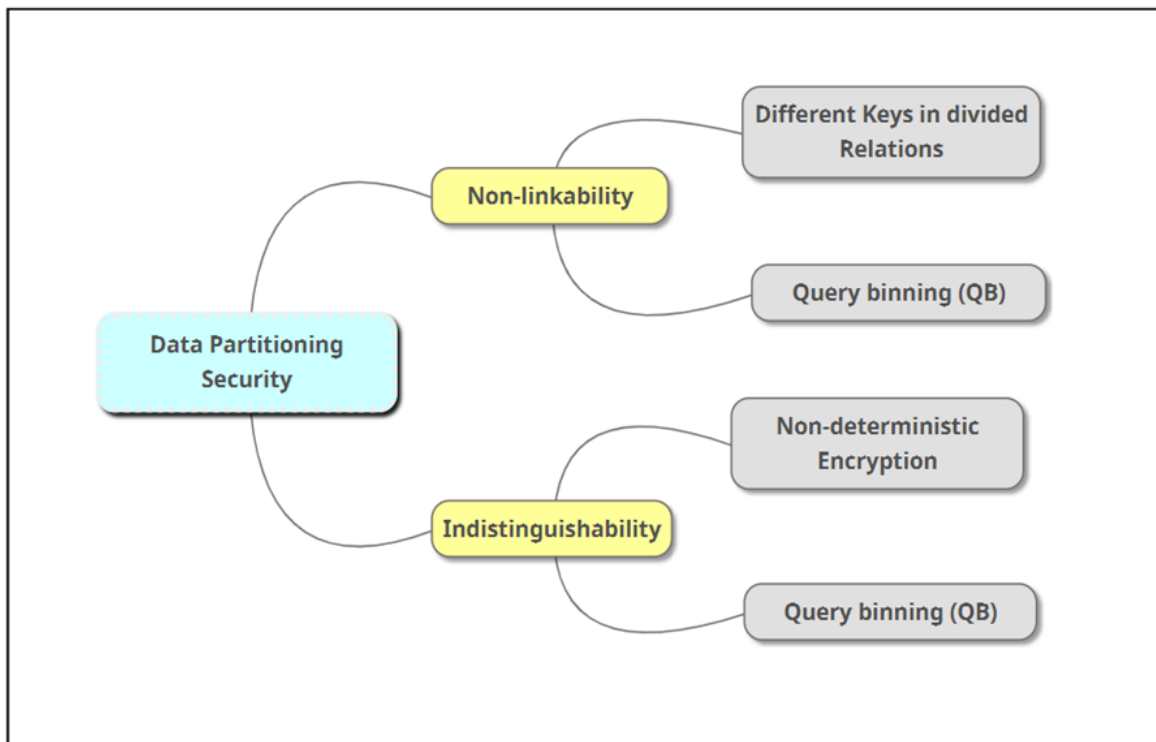 Different Keys in divided
Relations
Non-linkability
Query binning (QB)
Data Partitioning
Security
Non-deterministic
Encryption
Indistinguishability
Query binning (QB)